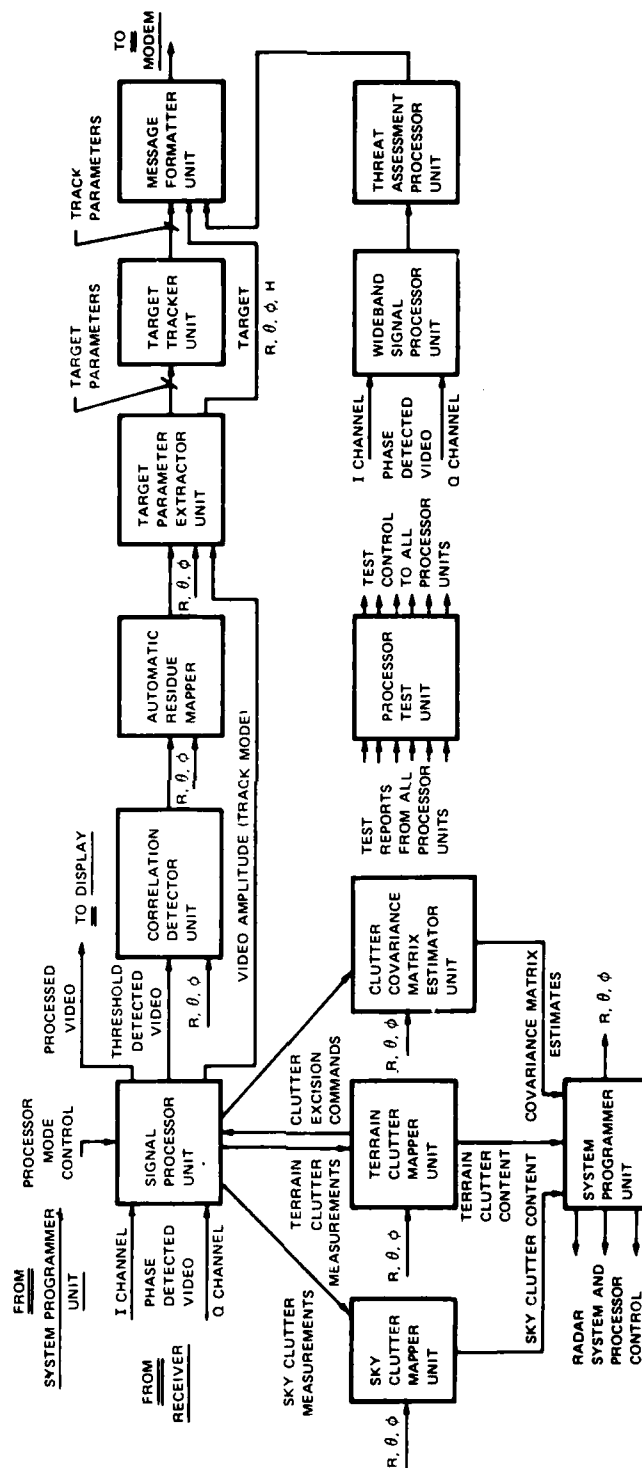 FROM
SYSTEM PROGRAMMER
UNIT
PROCESSOR
MODE
CONTROL
PROCESSED
VIDEO
TO DISPLAY
FROM
RECEIVER
I CHANNEL
PHASE
DETECTED
VIDEO
Q CHANNEL
SIGNAL
PROCESSOR
UNIT
THRESHOLD
DETECTED
VIDEO
R, θ, φ
CORRELATION
DETECTOR
UNIT
R, θ, φ
AUTOMATIC
RESIDUE
MAPPER
R, θ, φ
VIDEO AMPLITUDE (TRACK MODE)
TARGET
PARAMETER
EXTRACTOR
UNIT
TARGET PARAMETERS
TARGET
TRACKER
UNIT
TRACK
PARAMETERS
TARGET
R, θ, φ, H
MESSAGE
FORMATTER
UNIT
TO
MODEM
SKY CLUTTER
MEASUREMENTS
TERRAIN
CLUTTER
MEASUREMENTS
CLUTTER
EXCISION
COMMANDS
R, θ, φ
SKY
CLUTTER
MAPPER
UNIT
R, θ, φ
TERRAIN
CLUTTER
MAPPER
UNIT
R, θ, φ
CLUTTER
COVARIANCE
MATRIX
ESTIMATOR
UNIT
SKY CLUTTER CONTENT
TERRAIN CLUTTER
CONTENT
COVARIANCE MATRIX
ESTIMATES
RADAR
SYSTEM AND
PROCESSOR
CONTROL
SYSTEM
PROGRAMMER
UNIT
R, θ, φ
TEST
REPORTS
FROM ALL
PROCESSOR
UNITS
PROCESSOR
TEST
UNIT
TEST
CONTROL
TO ALL
PROCESSOR
UNITS
I CHANNEL
PHASE
DETECTED
VIDEO
Q CHANNEL
WIDEBAND
SIGNAL
PROCESSOR
UNIT
THREAT
ASSESSMENT
PROCESSOR
UNIT